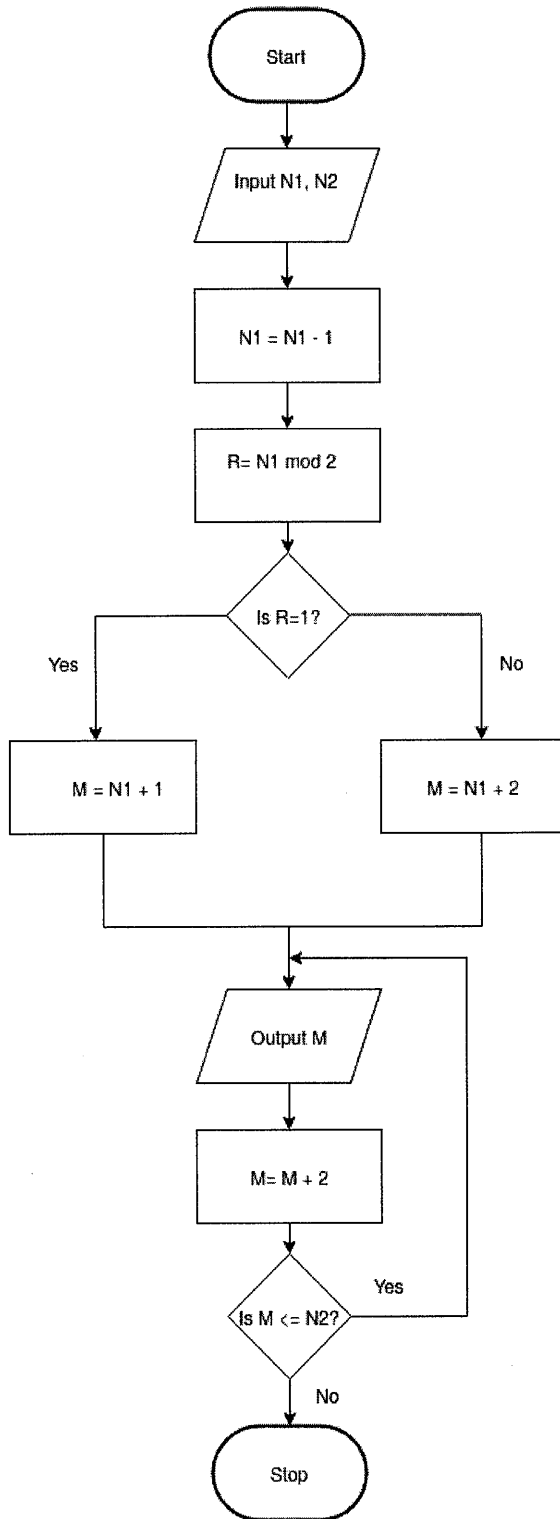 Start
Input N1, N2
N1 = N1 - 1
R= N1 mod 2
Is R=1?
Yes
No
M = N1 + 1
M = N1 + 2
Output M
M= M + 2
Is M <= N2?
Yes
No
Stop